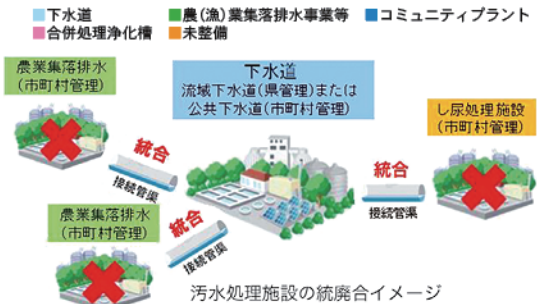 ■下水道 ■農(漁)業集落排水事業等 ■コミュニティプラント
■合併処理浄化槽 ■未整備
農業集落排水
(市町村管理)
下水道
流域下水道(県管理)または
公共下水道(市町村管理)
し尿処理施設
(市町村管理)
統合
接続管渠
統合
接続管渠
農業集落排水
(市町村管理)
統合
接続管渠
汚水処理施設の統廃合イメージ